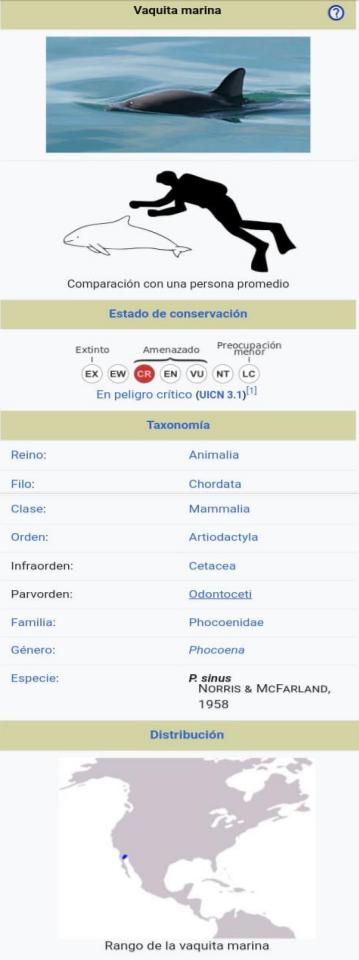 Vaquita marina
?
Comparación con una persona promedio
Estado de conservación
Extinto Amenazado Preocupación menor
EX EW CR EN VU NT LC
En peligro crítico (UICN 3.1)[1]
Taxonomía
Reino: Animalia
Filo: Chordata
Clase: Mammalia
Orden: Artiodactyla
Infraorden: Cetacea
Parvorden: Odontoceti
Familia: Phocoenidae
Género: Phocoena
Especie: P. sinus
NORRIS & MCFARLAND,
1958
Distribución
Rango de la vaquita marina